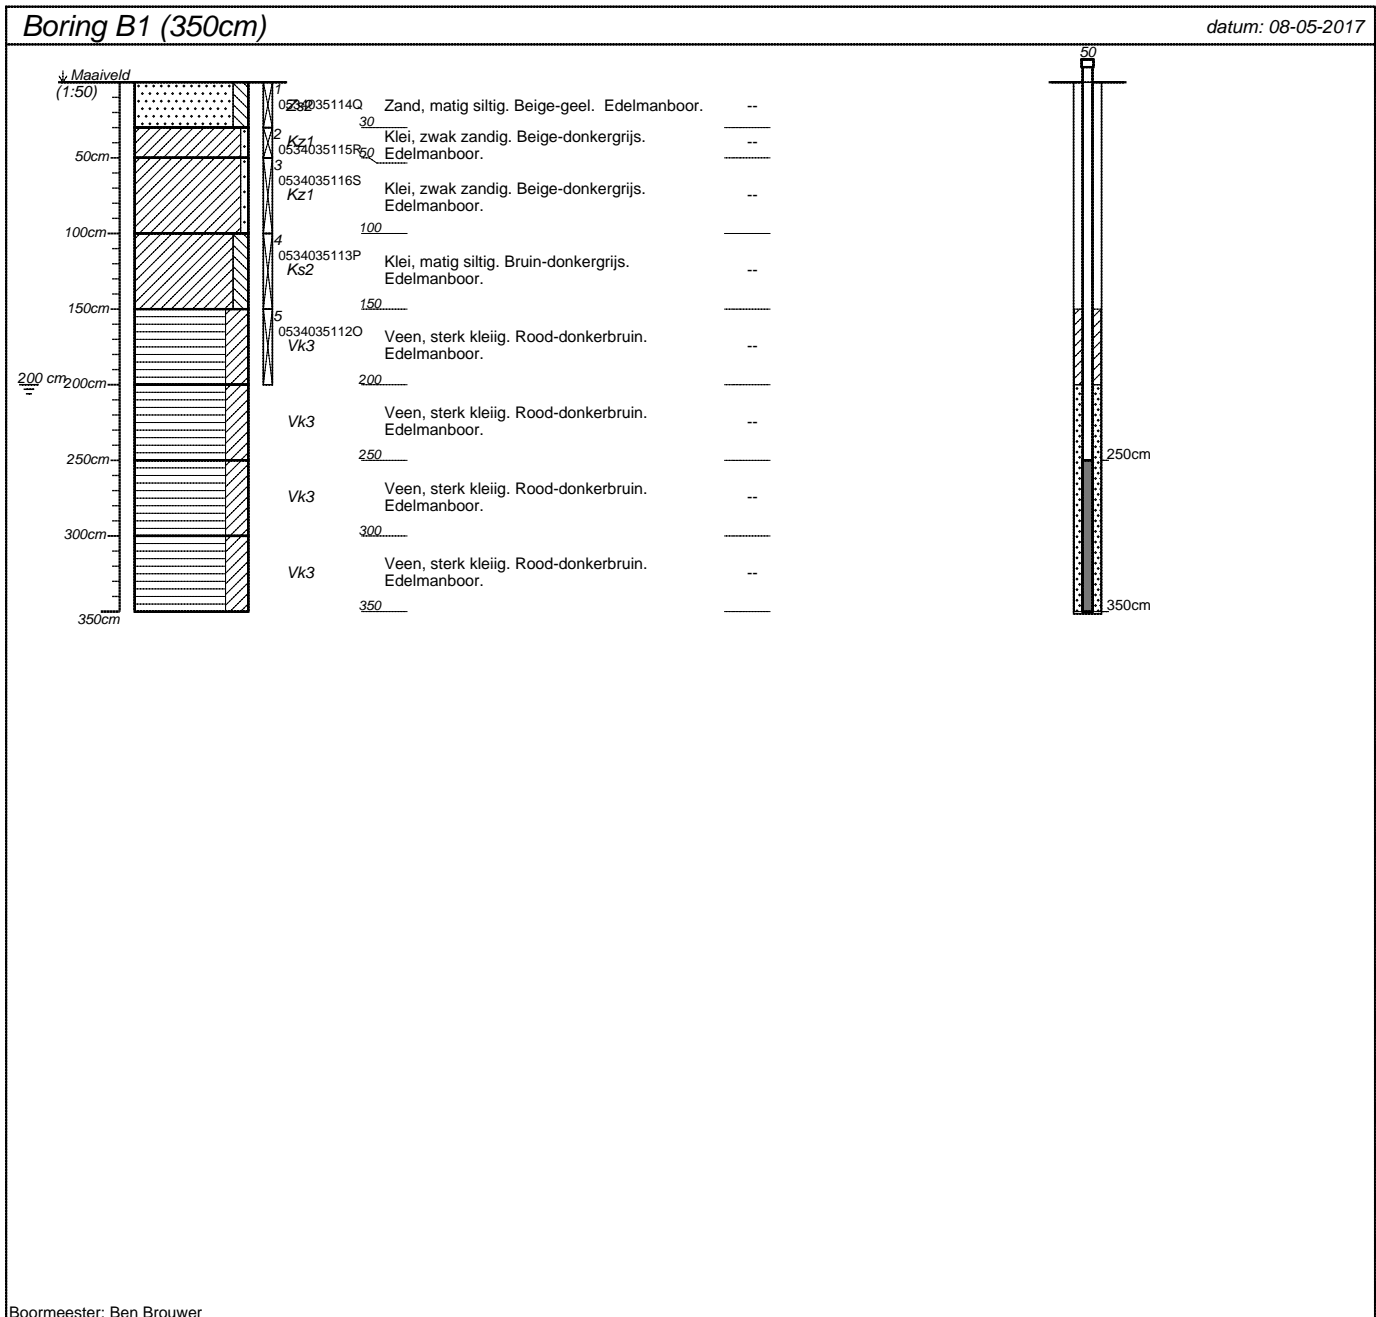 Boring B1 (350cm)
datum: 08-05-2017
50
Maaiveld
(1:50)
1
0534035114Q
Zs2
Zand, matig siltig. Beige-geel. Edelmanboor.
--
30
2
Kz1
0534035115R
Klei, zwak zandig. Beige-donkergrijs.
Edelmanboor.
--
50cm
50
3
0534035116S
Kz1
Klei, zwak zandig. Beige-donkergrijs.
Edelmanboor.
--
100cm
100
4
0534035113P
Ks2
Klei, matig siltig. Bruin-donkergrijs.
Edelmanboor.
--
150cm
150
5
0534035112O
Vk3
Veen, sterk kleiig. Rood-donkerbruin.
Edelmanboor.
--
200 cm
200cm
200
Vk3
Veen, sterk kleiig. Rood-donkerbruin.
Edelmanboor.
--
250cm
250
250cm
Vk3
Veen, sterk kleiig. Rood-donkerbruin.
Edelmanboor.
--
300cm
300
Vk3
Veen, sterk kleiig. Rood-donkerbruin.
Edelmanboor.
--
350cm
350
350cm
Boormeester: Ben Brouwer